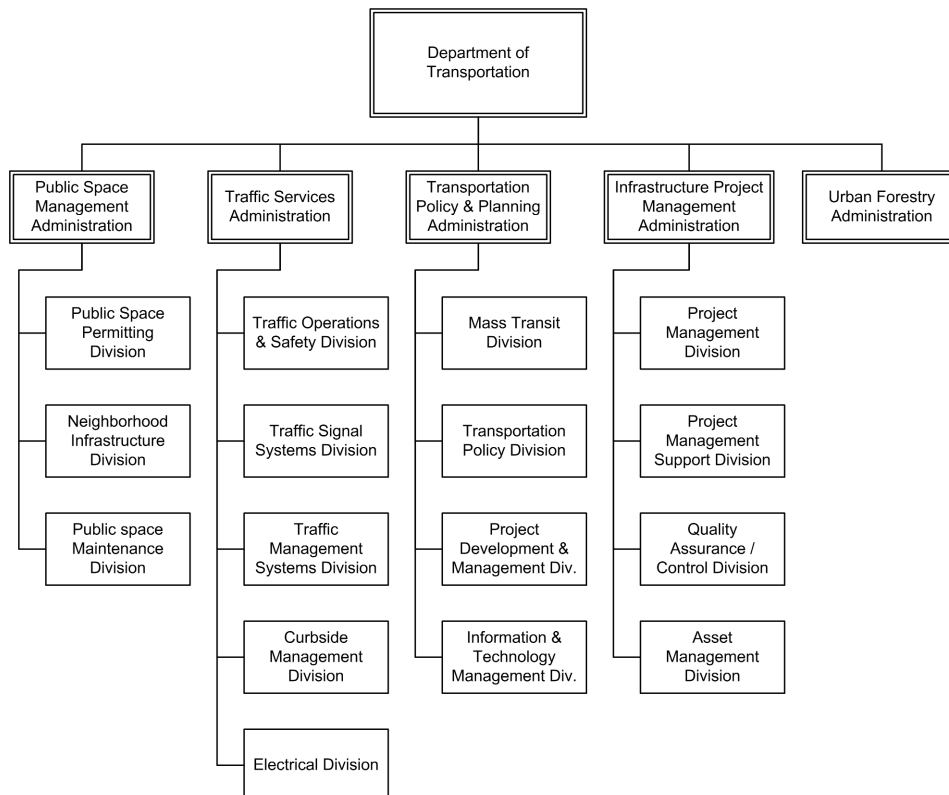 Department of
Transportation
Public Space
Management
Administration
Traffic Services
Administration
Transportation
Policy & Planning
Administration
Infrastructure Project
Management
Administration
Urban Forestry
Administration
Public Space
Permitting
Division
Neighborhood
Infrastructure
Division
Public space
Maintenance
Division
Traffic Operations
& Safety Division
Traffic Signal
Systems Division
Traffic
Management
Systems Division
Curbside
Management
Division
Electrical Division
Mass Transit
Division
Transportation
Policy Division
Project
Development &
Management Div.
Information &
Technology
Management Div.
Project
Management
Division
Project
Management
Support Division
Quality
Assurance /
Control Division
Asset
Management
Division